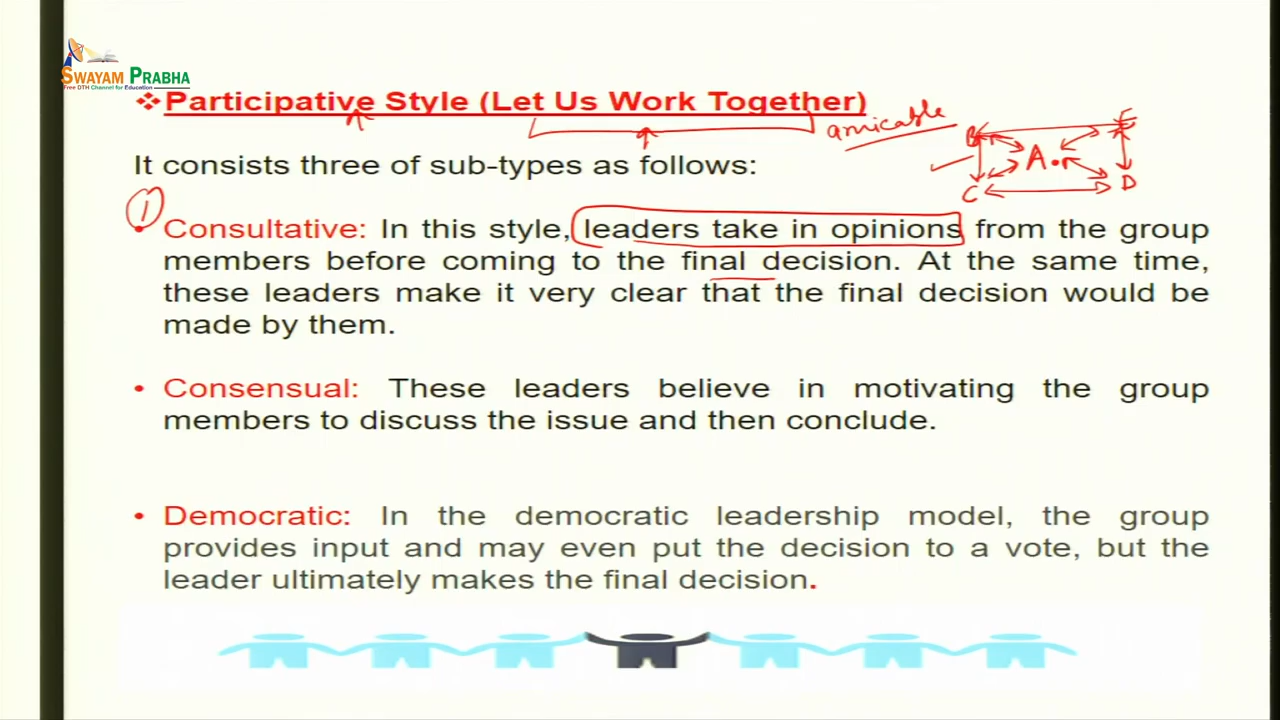 SWAYAM PRABHA
Free DTH Channel for Education
❖Participative Style (Let Us Work Together)
amicable
B E
A
C D
It consists three of sub-types as follows:
1
• Consultative: In this style, leaders take in opinions from the group
members before coming to the final decision. At the same time,
these leaders make it very clear that the final decision would be
made by them.
• Consensual: These leaders believe in motivating the group
members to discuss the issue and then conclude.
• Democratic: In the democratic leadership model, the group
provides input and may even put the decision to a vote, but the
leader ultimately makes the final decision.